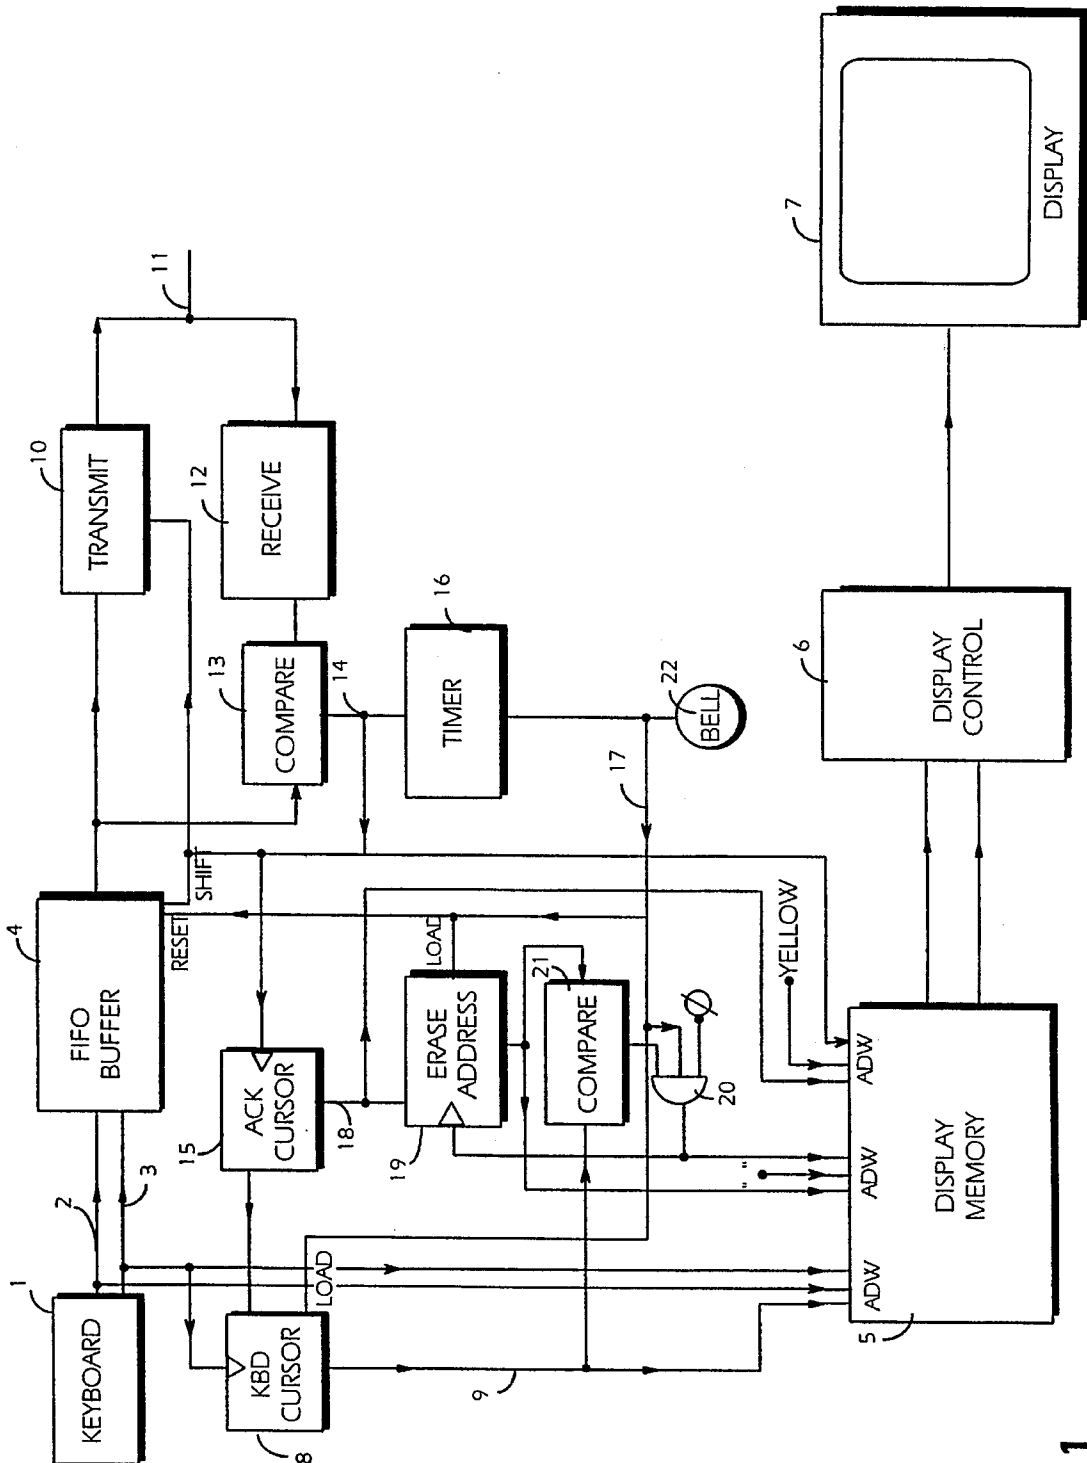 1
KEYBOARD
2
3
4
FIFO
BUFFER
RESET
SHIFT
10
TRANSMIT
11
12
RECEIVE
13
COMPARE
14
15
ACK
CURSOR
16
TIMER
17
18
8
KBD
CURSOR
LOAD
9
19
ERASE
ADDRESS
LOAD
21
COMPARE
20
22
BELL
YELLOW
" "
ADW
ADW
ADW
5
DISPLAY
MEMORY
6
DISPLAY
CONTROL
7
DISPLAY
1